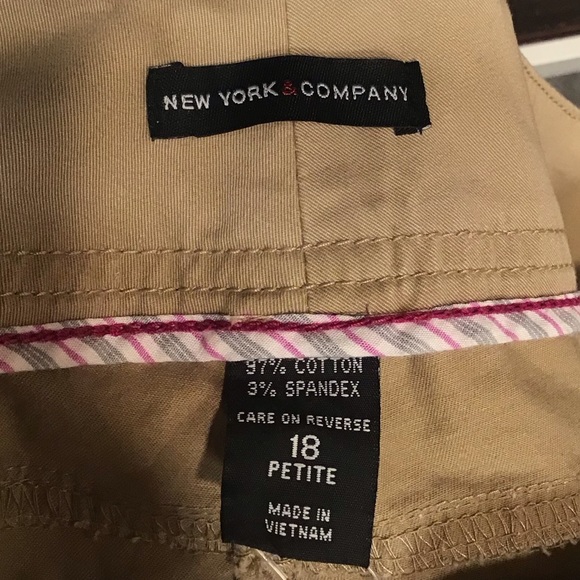 NEW YORK & COMPANY
97% COTTON
3% SPANDEX
CARE ON REVERSE
18
PETITE
MADE IN
VIETNAM